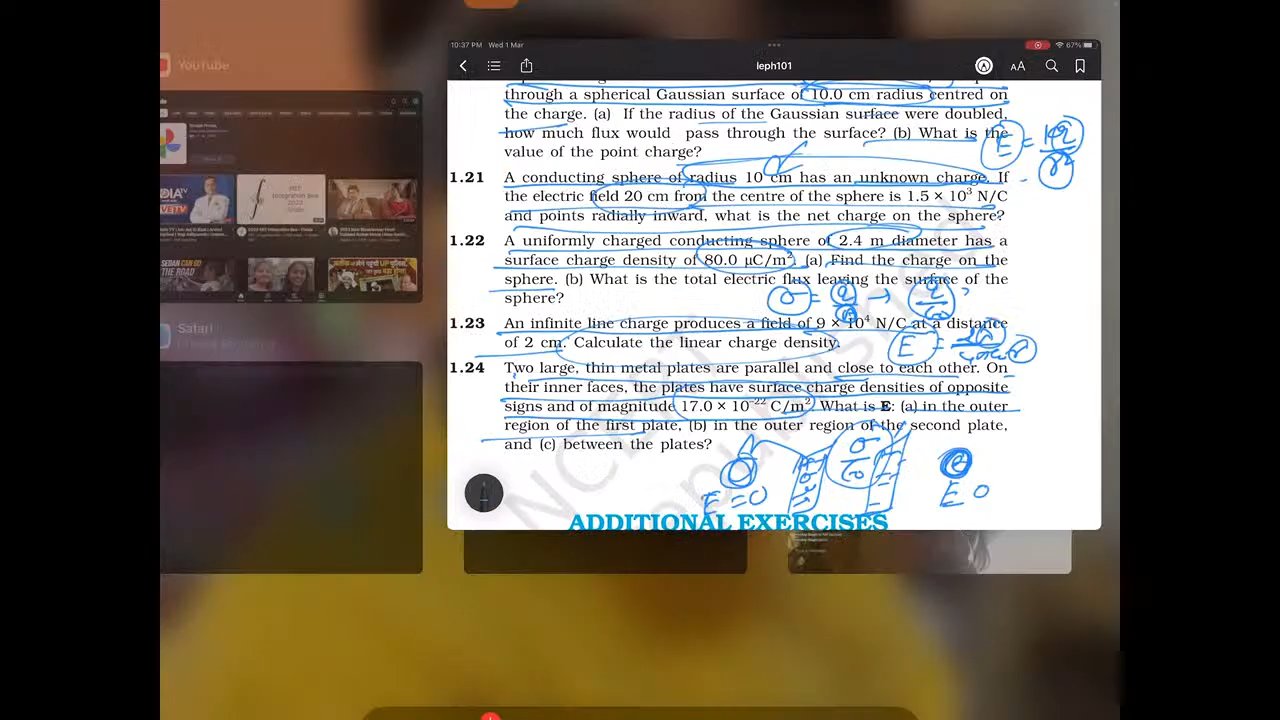 YouTube
10:37 PM Wed 1 Mar
67%
leph101
AA
through a spherical Gaussian surface of 10.0 cm radius centred on
the charge. (a) If the radius of the Gaussian surface were doubled,
how much flux would pass through the surface? (b) What is the
value of the point charge?
1.21 A conducting sphere of radius 10 cm has an unknown charge. If
the electric field 20 cm from the centre of the sphere is 1.5 × 10³ N/C
and points radially inward, what is the net charge on the sphere?
1.22 A uniformly charged conducting sphere of 2.4 m diameter has a
surface charge density of 80.0 μC/m². (a) Find the charge on the
sphere. (b) What is the total electric flux leaving the surface of the
sphere?
1.23 An infinite line charge produces a field of 9 × 10⁴ N/C at a distance
of 2 cm. Calculate the linear charge density.
Safari
1.24 Two large, thin metal plates are parallel and close to each other. On
their inner faces, the plates have surface charge densities of opposite
signs and of magnitude 17.0 × 10⁻²² C/m². What is E: (a) in the outer
region of the first plate, (b) in the outer region of the second plate,
and (c) between the plates?
E = 0
E 0
ADDITIONAL EXERCISES